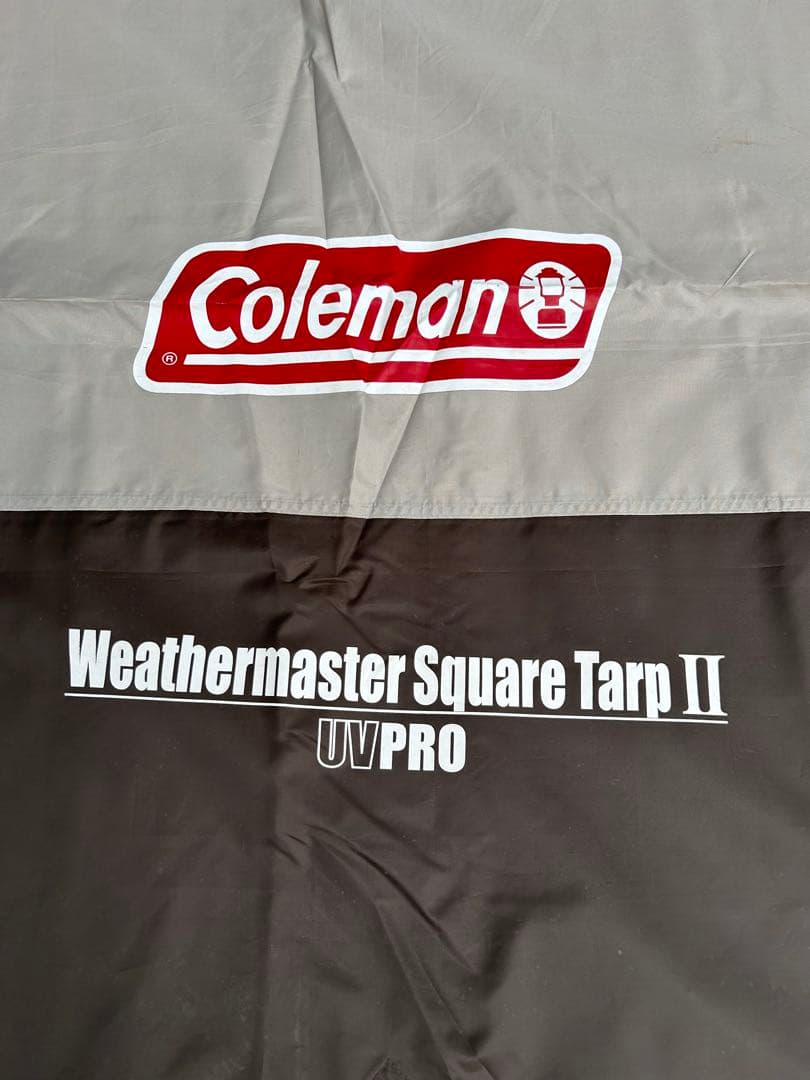 Coleman
®
Weathermaster Square Tarp II
UVPRO